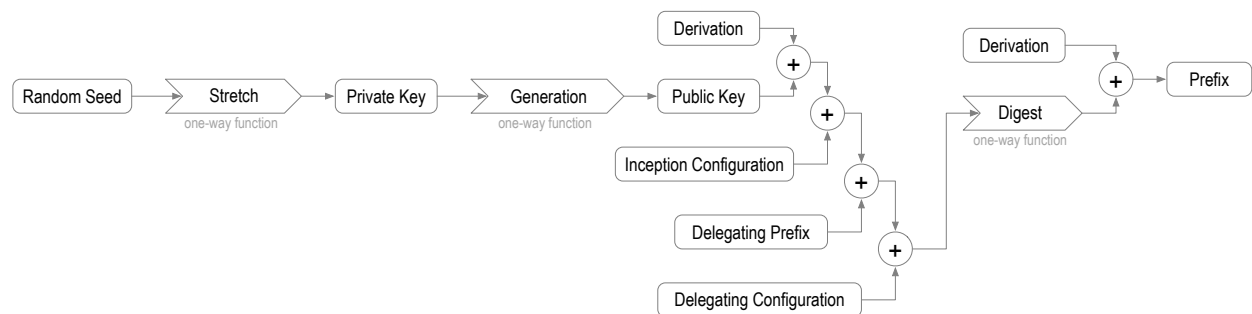 Derivation
+
Derivation
+
Prefix
Random Seed
Stretch
one-way function
Private Key
Generation
one-way function
Public Key
+
Digest
one-way function
Inception Configuration
+
Delegating Prefix
+
Delegating Configuration